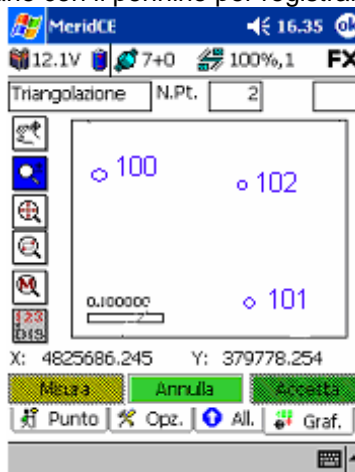 MeridCE 16.35 ok
12.1V 7+0 100%,1 FX
Triangolazione N.Pt. 2
100
102
101
0.100000
123
X: 4825686.245 Y: 379778.254
Misura Annulla Accetta
Punto Opz. All. Graf.